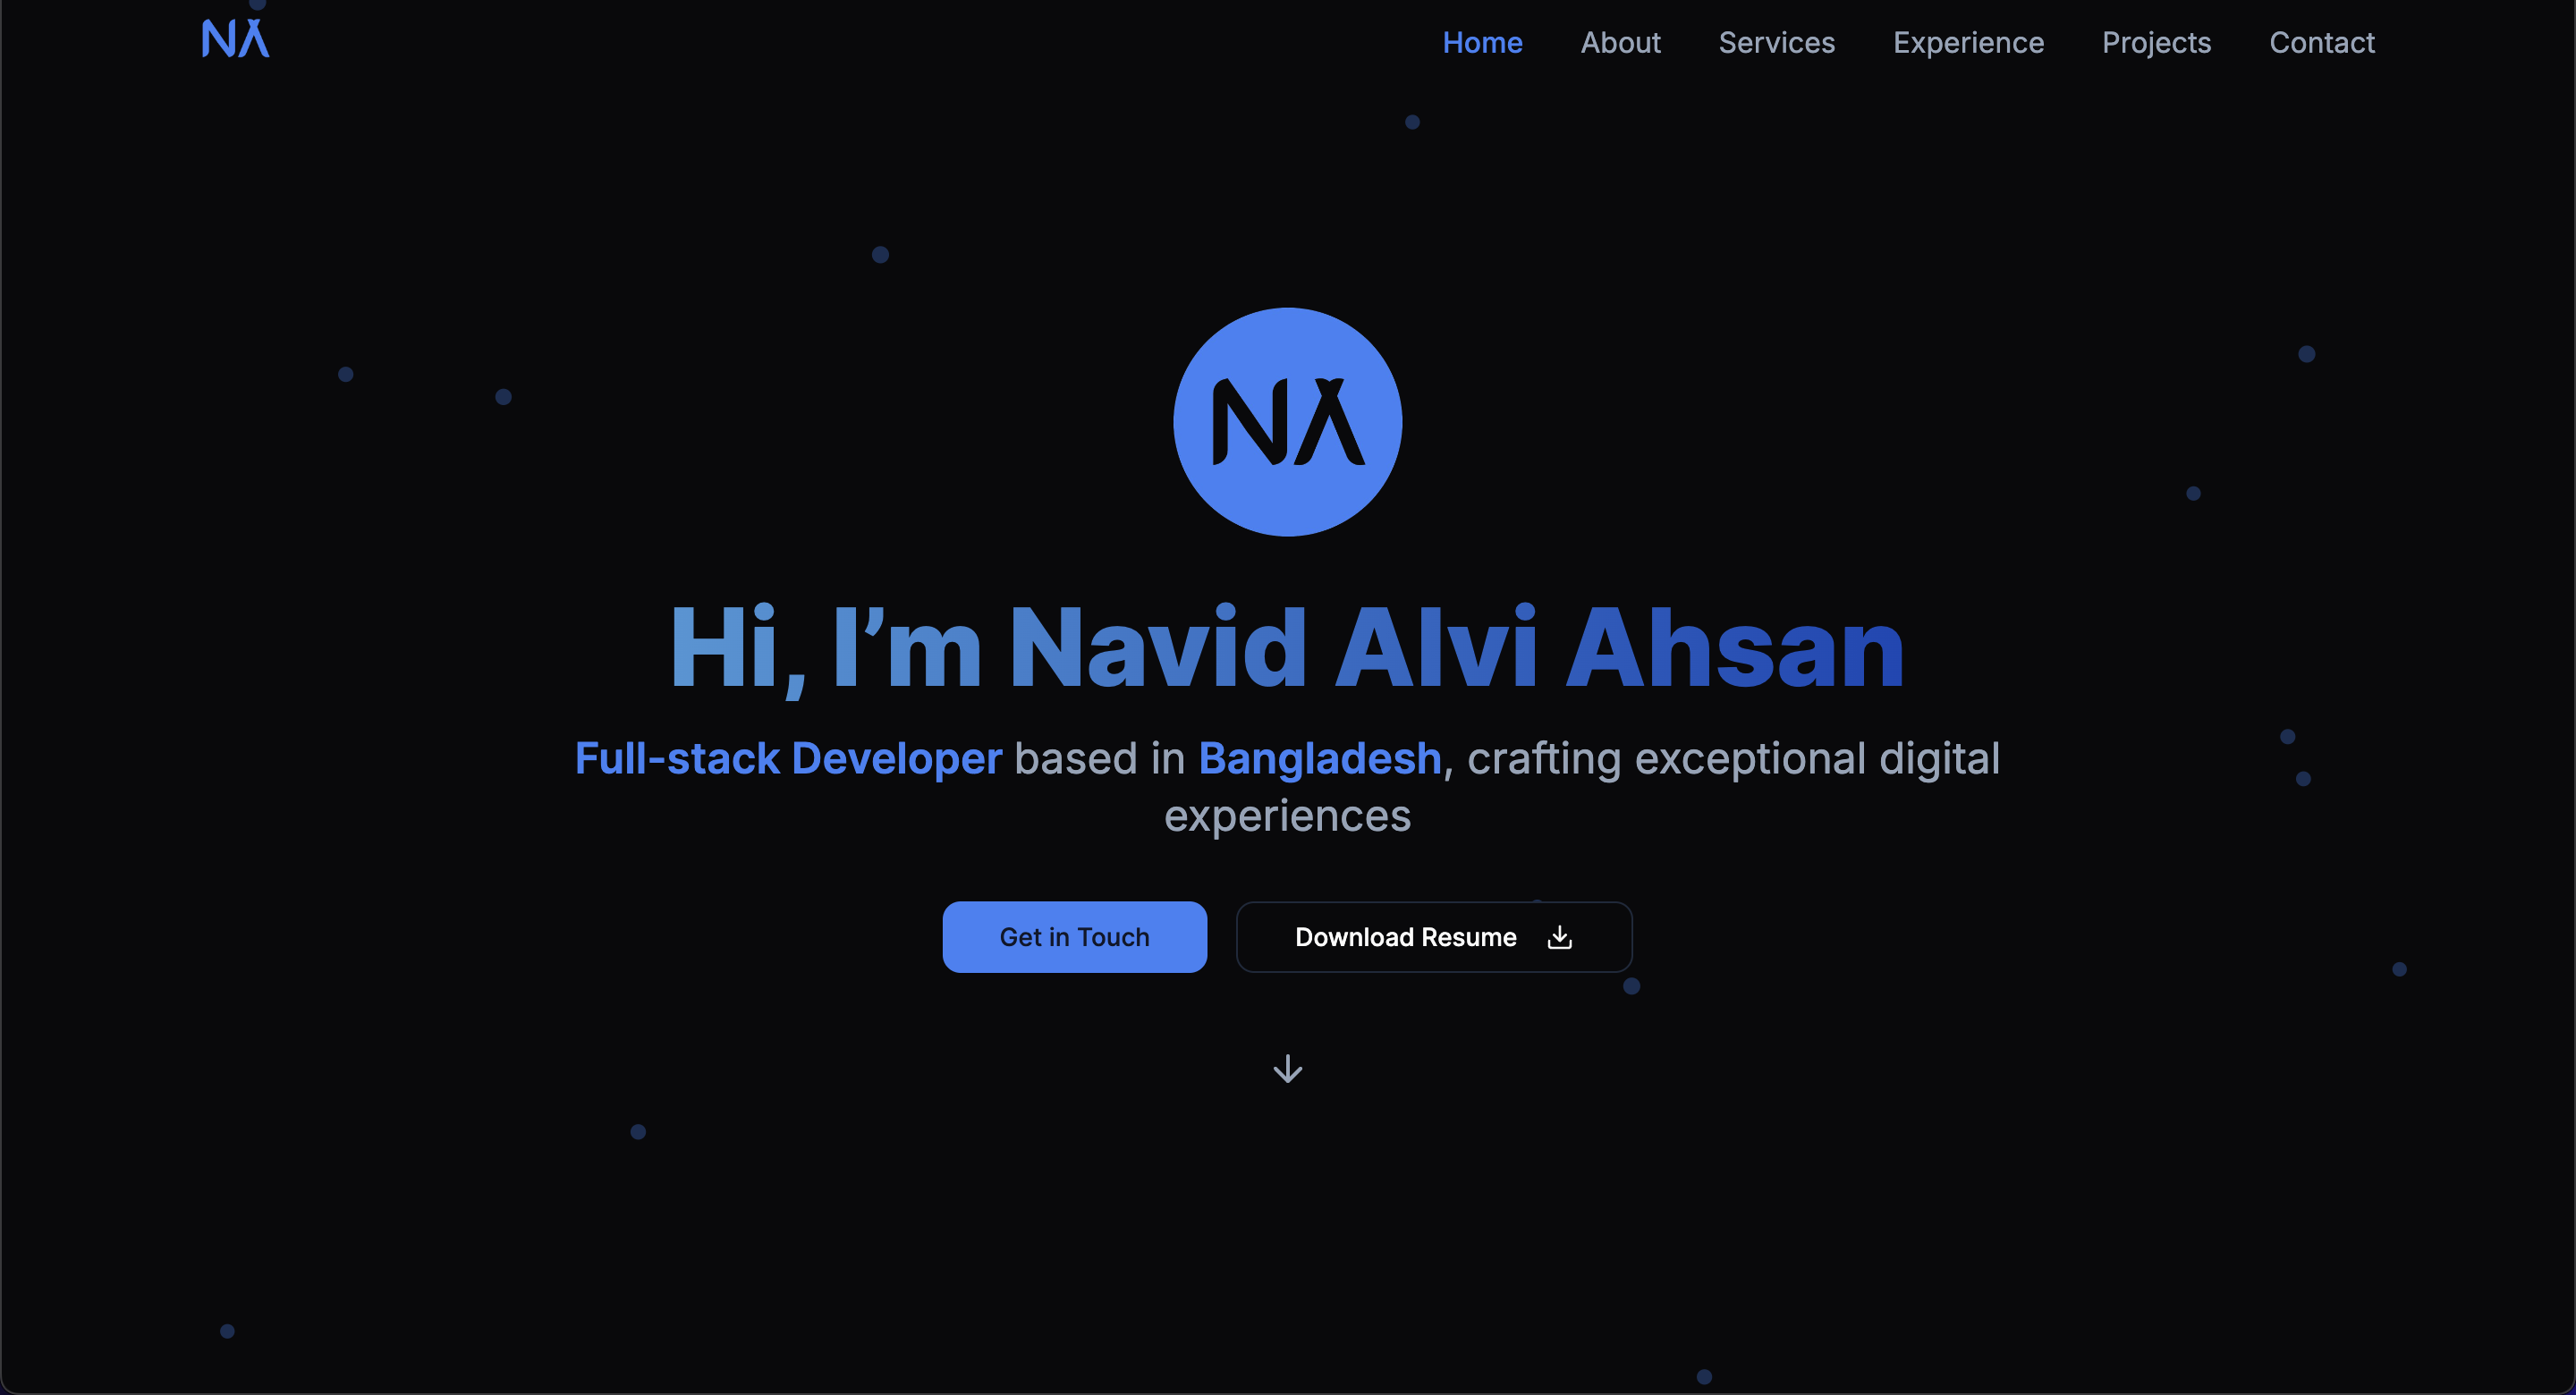 NA
Home About Services Experience Projects Contact
NA
Hi, I’m Navid Alvi Ahsan
Full-stack Developer based in Bangladesh, crafting exceptional digital
experiences
Get in Touch
Download Resume